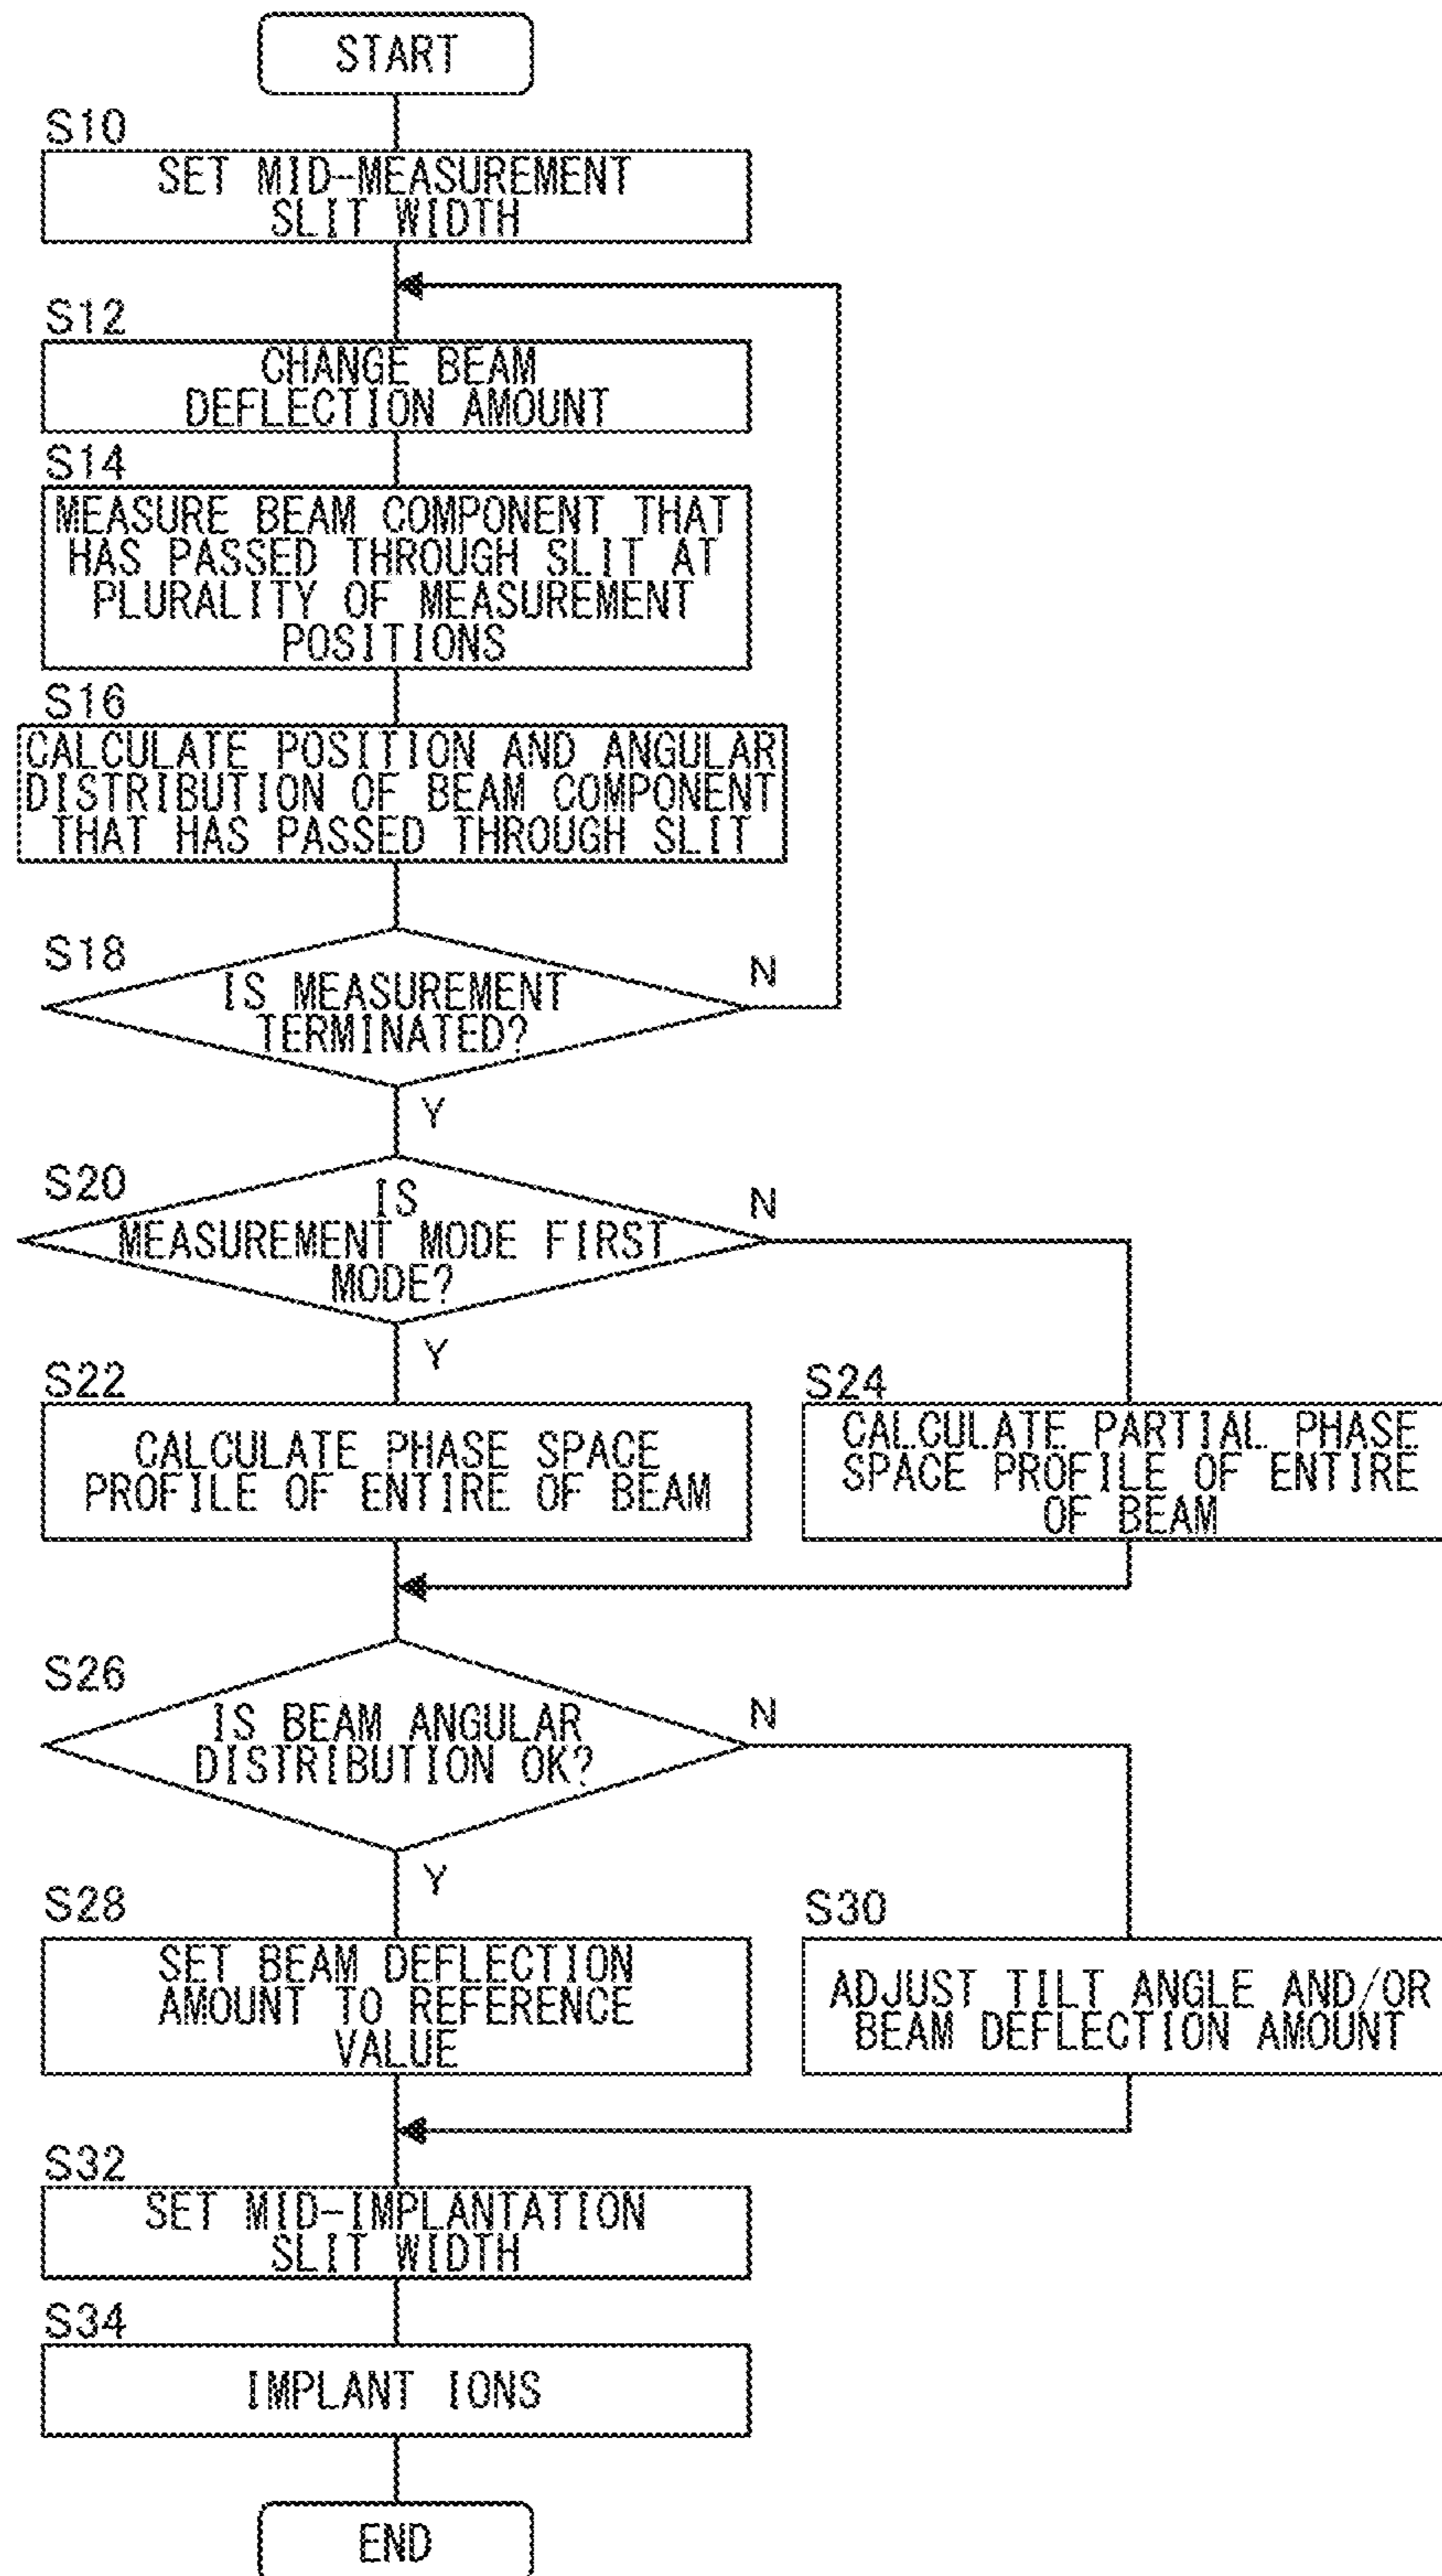 START
S10
SET MID-MEASUREMENT
SLIT WIDTH
S12
CHANGE BEAM
DEFLECTION AMOUNT
S14
MEASURE BEAM COMPONENT THAT
HAS PASSED THROUGH SLIT AT
PLURALITY OF MEASUREMENT
POSITIONS
S16
CALCULATE POSITION AND ANGULAR
DISTRIBUTION OF BEAM COMPONENT
THAT HAS PASSED THROUGH SLIT
S18
IS MEASUREMENT
TERMINATED?
N
Y
S20
IS
MEASUREMENT MODE FIRST
MODE?
N
Y
S22
CALCULATE PHASE SPACE
PROFILE OF ENTIRE OF BEAM
S24
CALCULATE PARTIAL PHASE
SPACE PROFILE OF ENTIRE
OF BEAM
S26
IS BEAM ANGULAR
DISTRIBUTION OK?
N
Y
S28
SET BEAM DEFLECTION
AMOUNT TO REFERENCE
VALUE
S30
ADJUST TILT ANGLE AND/OR
BEAM DEFLECTION AMOUNT
S32
SET MID-IMPLANTATION
SLIT WIDTH
S34
IMPLANT IONS
END